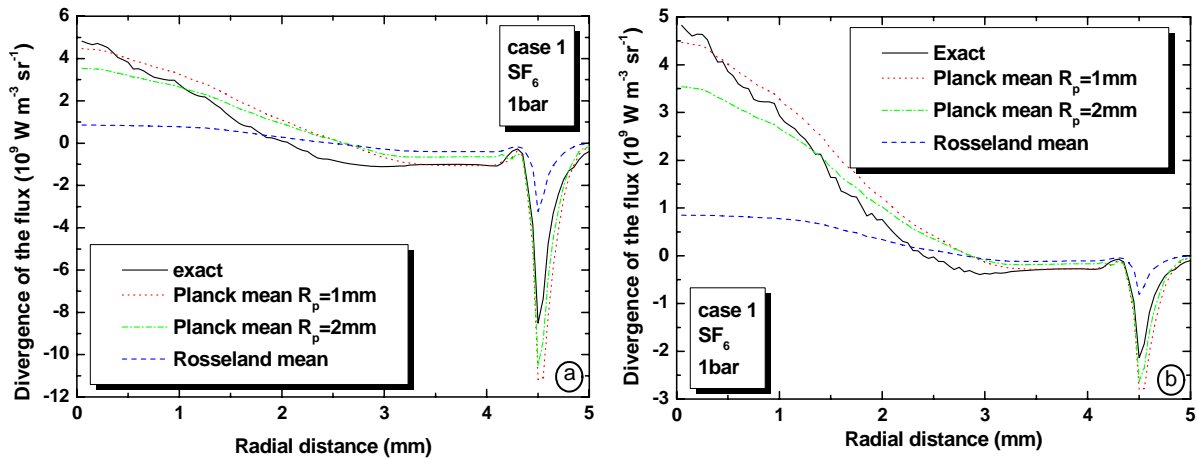 Divergence of the flux (10⁹ W m⁻³ sr⁻¹)
6
4
2
0
-2
-4
-6
-8
-10
-12
case 1
SF₆
1bar
exact
Planck mean Rₚ=1mm
Planck mean Rₚ=2mm
Rosseland mean
a
0 1 2 3 4 5
Radial distance (mm)
Divergence of the flux (10⁹ W m⁻³ sr⁻¹)
5
4
3
2
1
0
-1
-2
-3
Exact
Planck mean Rₚ=1mm
Planck mean Rₚ=2mm
Rosseland mean
case 1
SF₆
1bar
b
0 1 2 3 4 5
Radial distance (mm)